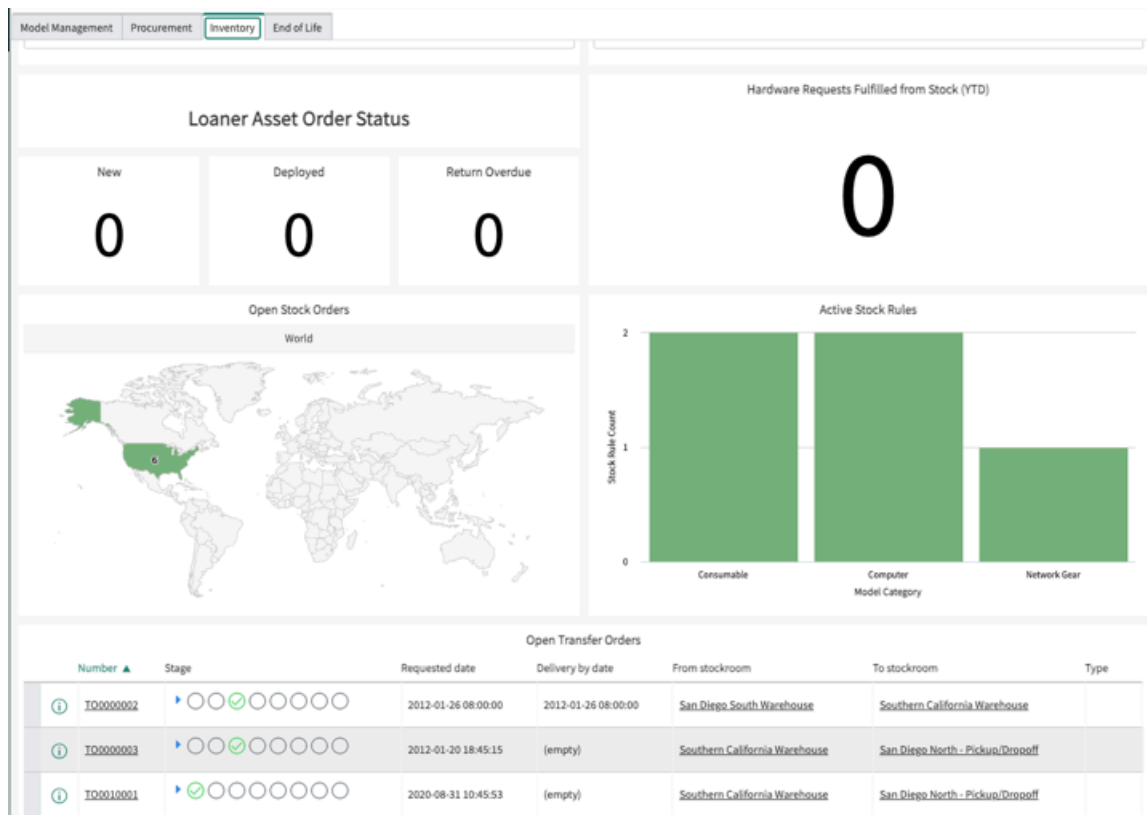 Model Management Procurement Inventory End of Life
Loaner Asset Order Status
New Deployed Return Overdue
0 0 0
Hardware Requests Fulfilled from Stock (YTD)
0
Open Stock Orders
World
6
Active Stock Rules
2
1
0
Stock Rule Count
Consumable Computer Network Gear
Model Category
Open Transfer Orders
Number ▲ Stage Requested date Delivery by date From stockroom To stockroom Type
TO0000002 2012-01-26 08:00:00 2012-01-26 08:00:00 San Diego South Warehouse Southern California Warehouse
TO0000003 2012-01-20 18:45:15 (empty) Southern California Warehouse San Diego North - Pickup/Dropoff
TO0010001 2020-08-31 10:45:53 (empty) Southern California Warehouse San Diego North - Pickup/Dropoff